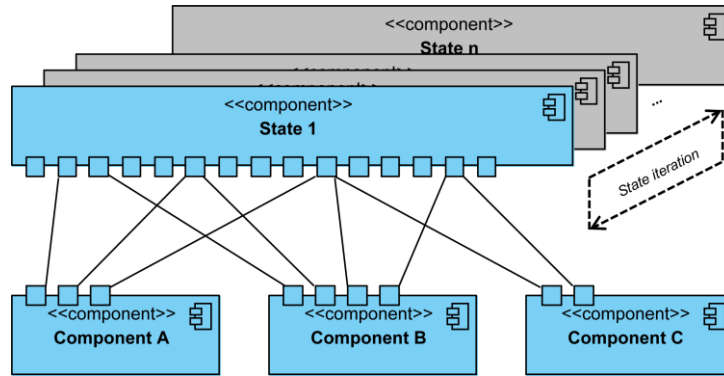 <<component>>
State n
<<component>>
State 1
...
State iteration
<<component>>
Component A
<<component>>
Component B
<<component>>
Component C